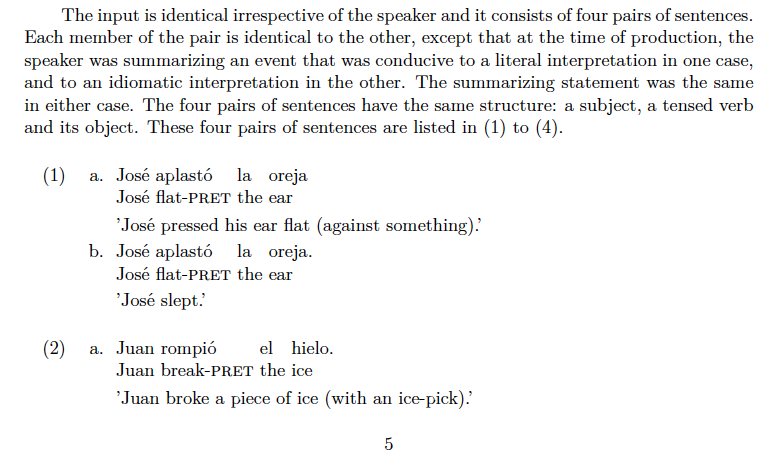 The input is identical irrespective of the speaker and it consists of four pairs of sentences.
Each member of the pair is identical to the other, except that at the time of production, the
speaker was summarizing an event that was conducive to a literal interpretation in one case,
and to an idiomatic interpretation in the other. The summarizing statement was the same
in either case. The four pairs of sentences have the same structure: a subject, a tensed verb
and its object. These four pairs of sentences are listed in (1) to (4).
(1) a. José aplastó la oreja
José flat-PRET the ear
'José pressed his ear flat (against something).'
b. José aplastó la oreja.
José flat-PRET the ear
'José slept.'
(2) a. Juan rompió el hielo.
Juan break-PRET the ice
'Juan broke a piece of ice (with an ice-pick).'
5